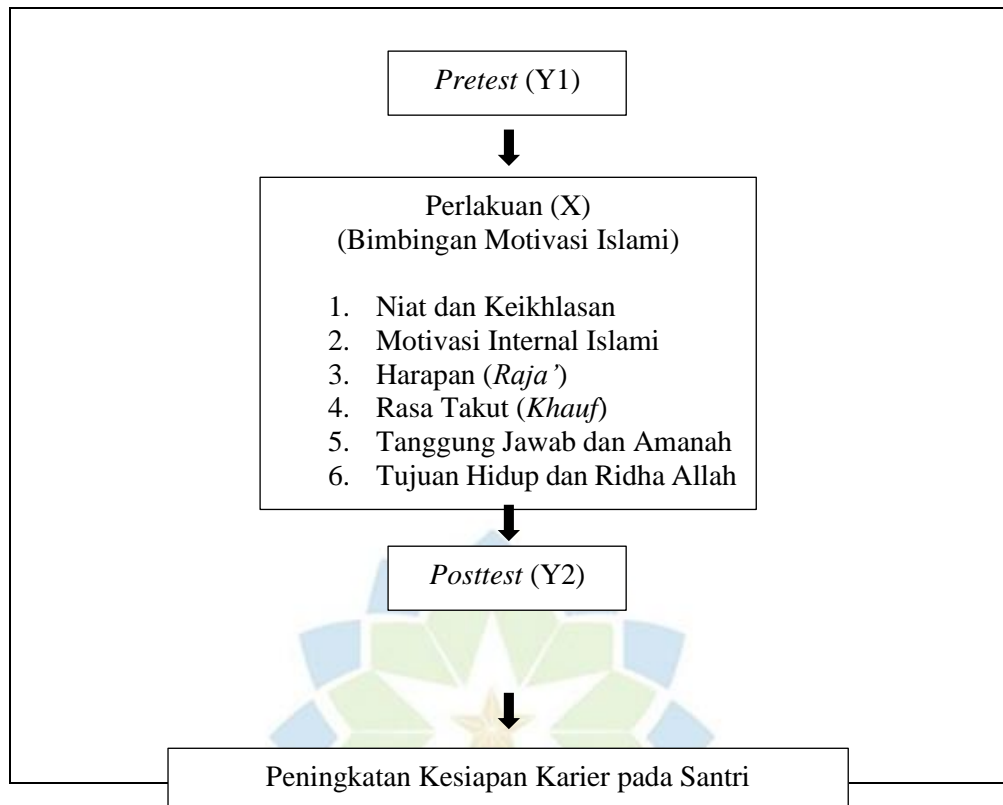 Pretest (Y1)
Perlakuan (X)
(Bimbingan Motivasi Islami)
1. Niat dan Keikhlasan
2. Motivasi Internal Islami
3. Harapan (Raja’)
4. Rasa Takut (Khauf)
5. Tanggung Jawab dan Amanah
6. Tujuan Hidup dan Ridha Allah
Posttest (Y2)
Peningkatan Kesiapan Karier pada Santri